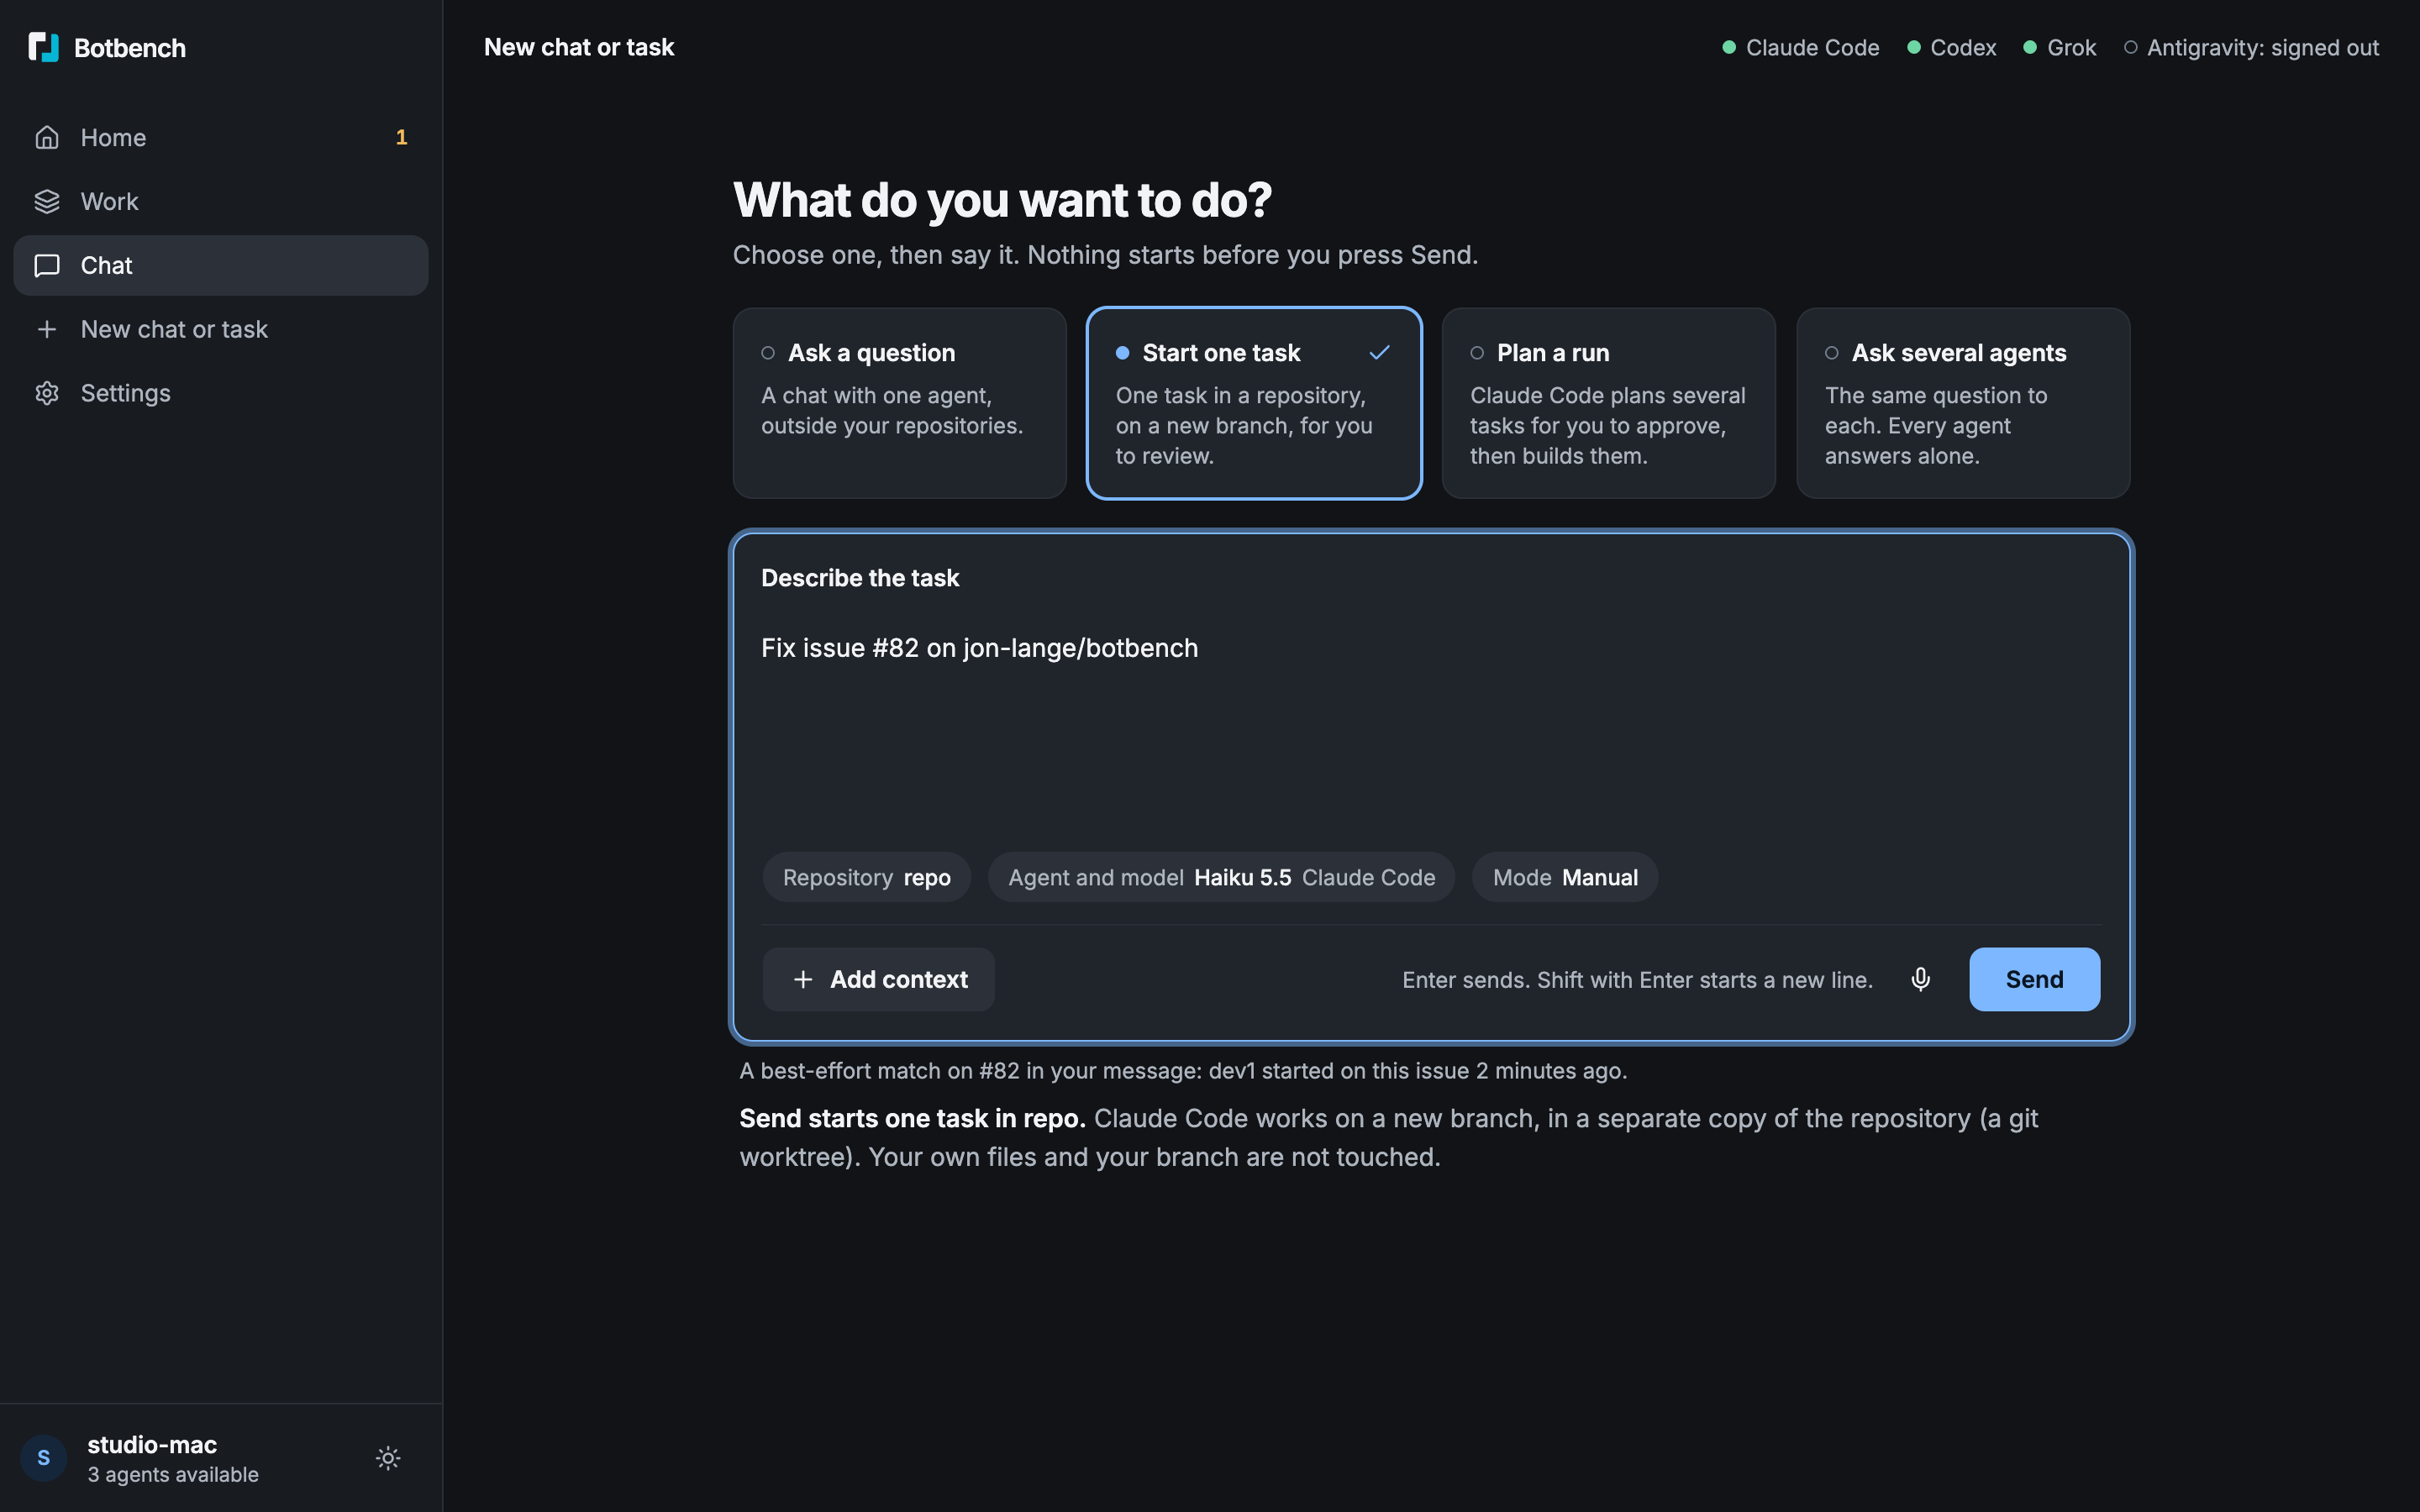 Botbench
Home 1
Work
Chat
New chat or task
Settings
New chat or task
Claude Code
Codex
Grok
Antigravity: signed out
What do you want to do?
Choose one, then say it. Nothing starts before you press Send.
Ask a question
A chat with one agent,
outside your repositories.
Start one task
One task in a repository,
on a new branch, for you
to review.
Plan a run
Claude Code plans several
tasks for you to approve,
then builds them.
Ask several agents
The same question to
each. Every agent
answers alone.
Describe the task
Fix issue #82 on jon-lange/botbench
Repository repo
Agent and model Haiku 5.5 Claude Code
Mode Manual
Add context
Enter sends. Shift with Enter starts a new line.
Send
A best-effort match on #82 in your message: dev1 started on this issue 2 minutes ago.
Send starts one task in repo. Claude Code works on a new branch, in a separate copy of the repository (a git
worktree). Your own files and your branch are not touched.
S
studio-mac
3 agents available